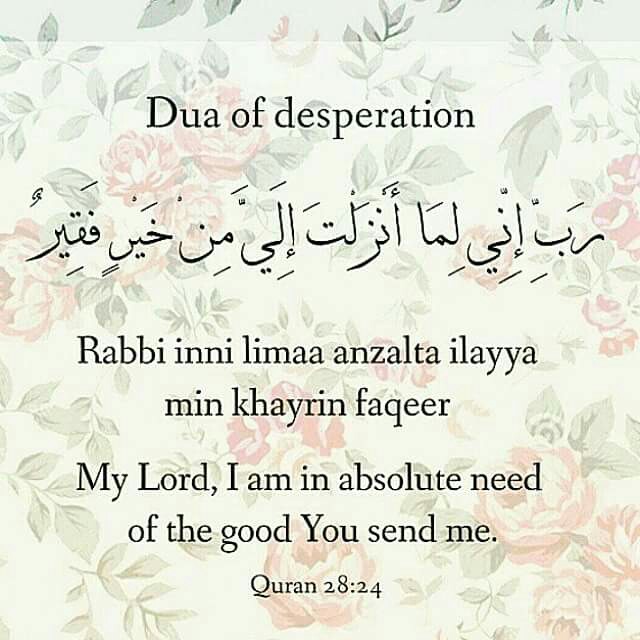 Dua of desperation
رَبِّ إِنِّي لِمَا أَنْزَلْتَ إِلَيَّ مِنْ خَيْرٍ فَقِيرٌ
Rabbi inni limaa anzalta ilayya
min khayrin faqeer
My Lord, I am in absolute need
of the good You send me.
Quran 28:24